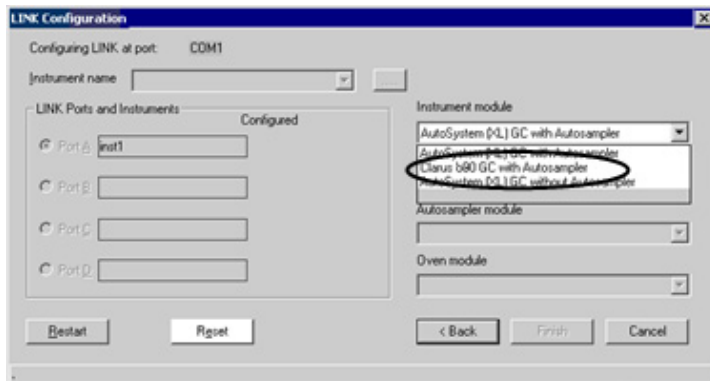 LINK Configuration
Configuring LINK at port: COM1
Instrument name
...
LINK Ports and Instruments
Configured
Port A inst1
Port B
Port C
Port D
Instrument module
AutoSystem (XL) GC with Autosampler
AutoSystem (XL) GC with Autosampler
Clarus GC with Autosampler
AutoSystem (XL) GC without Autosampler
Autosampler module
Oven module
Restart
Reset
< Back
Finish
Cancel